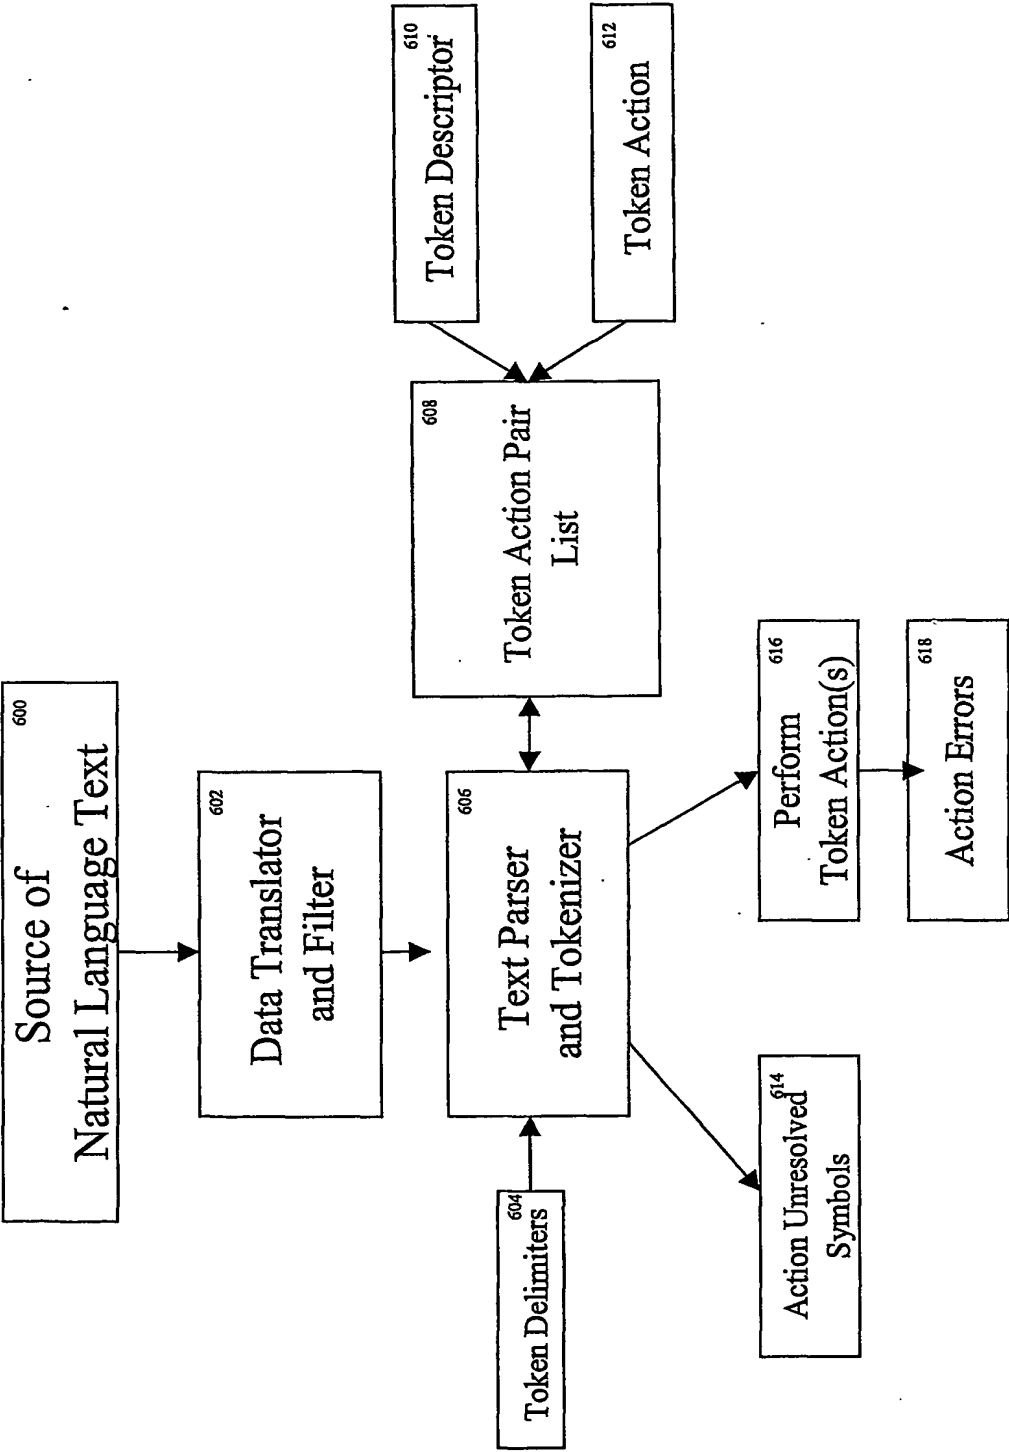 600
Source of
Natural Language Text
602
Data Translator
and Filter
604
Token Delimiters
606
Text Parser
and Tokenizer
608
Token Action Pair
List
610
Token Descriptor
612
Token Action
614
Action Unresolved
Symbols
616
Perform
Token Action(s)
618
Action Errors